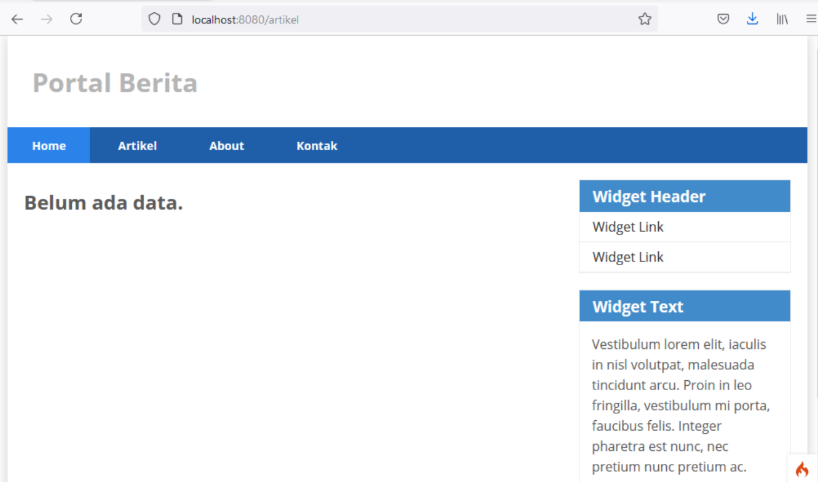 localhost:8080/artikel
Portal Berita
Home Artikel About Kontak
Belum ada data.
Widget Header
Widget Link
Widget Link
Widget Text
Vestibulum lorem elit, iaculis
in nisl volutpat, malesuada
tincidunt arcu. Proin in leo
fringilla, vestibulum mi porta,
faucibus felis. Integer
pharetra est nunc, nec
pretium nunc pretium ac.